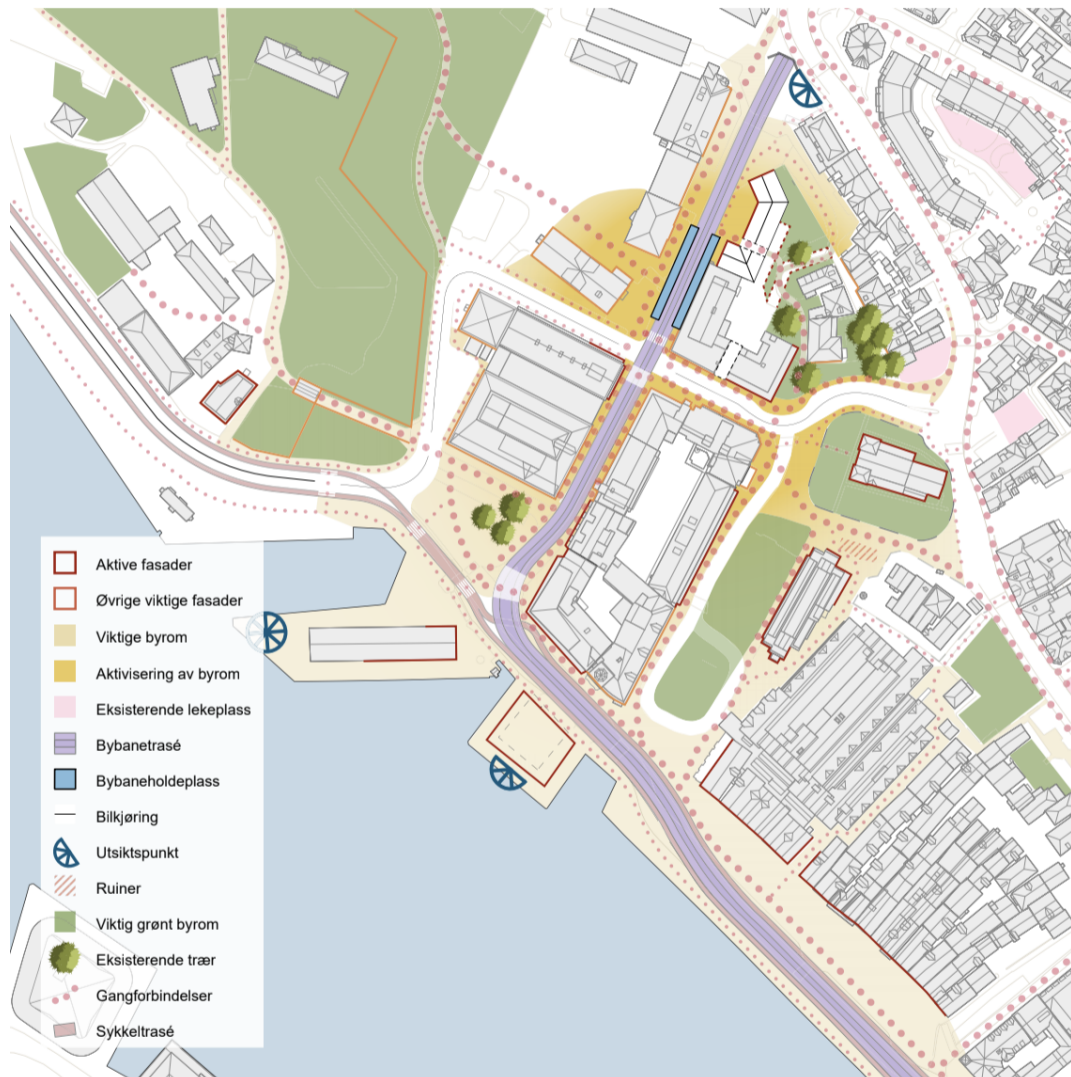 Aktive fasader
Øvrige viktige fasader
Viktige byrom
Aktivisering av byrom
Eksisterende lekeplass
Bybanetrasé
Bybaneholdeplass
Bilkjøring
Utsiktspunkt
Ruiner
Viktig grønt byrom
Eksisterende trær
Gangforbindelser
Sykkeltrasé